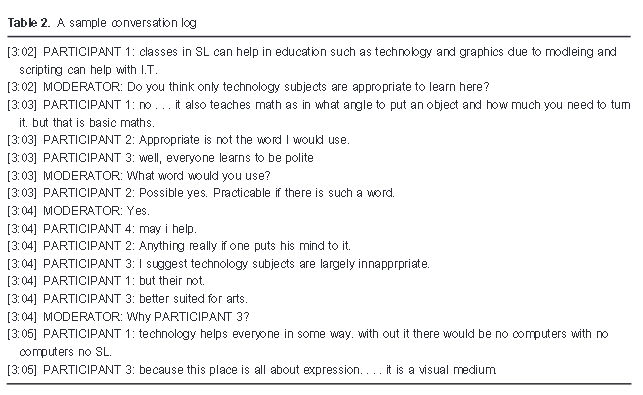 Table 2. A sample conversation log
[3:02] PARTICIPANT 1: classes in SL can help in education such as technology and graphics due to modleing and
scripting can help with I.T.
[3:02] MODERATOR: Do you think only technology subjects are appropriate to learn here?
[3:03] PARTICIPANT 1: no . . . it also teaches math as in what angle to put an object and how much you need to turn
it. but that is basic maths.
[3:03] PARTICIPANT 2: Appropriate is not the word I would use.
[3:03] PARTICIPANT 3: well, everyone learns to be polite
[3:03] MODERATOR: What word would you use?
[3:03] PARTICIPANT 2: Possible yes. Practicable if there is such a word.
[3:04] MODERATOR: Yes.
[3:04] PARTICIPANT 4: may i help.
[3:04] PARTICIPANT 2: Anything really if one puts his mind to it.
[3:04] PARTICIPANT 3: I suggest technology subjects are largely innapprpriate.
[3:04] PARTICIPANT 1: but their not.
[3:04] PARTICIPANT 3: better suited for arts.
[3:04] MODERATOR: Why PARTICIPANT 3?
[3:05] PARTICIPANT 1: technology helps everyone in some way. with out it there would be no computers with no
computers no SL.
[3:05] PARTICIPANT 3: because this place is all about expression. . . . it is a visual medium.